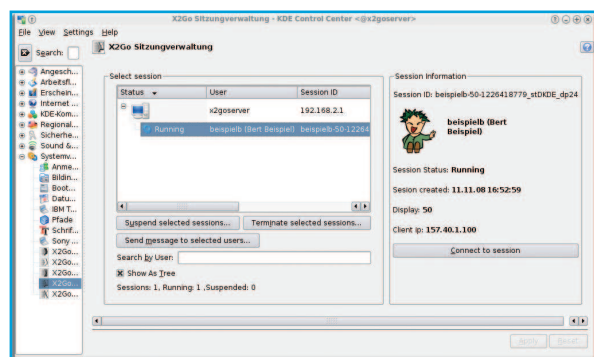 X2Go Sitzungverwaltung - KDE Control Center <@x2goserver>
File View Settings Help
Search:
X2Go Sitzungverwaltung
Angesch...
Arbeitsfl...
Erschein...
Internet ...
KDE-Kom...
Regional...
Sicherhe...
Sound &...
Systemv...
Anme...
Bildin...
Boot...
Datu...
IBM T...
Pfade
Schrif...
Sony ...
X2Go...
X2Go...
X2Go...
X2Go...
X2Go...
Select session
Status User Session ID
x2goserver 192.168.2.1
Running beispielb (Bert Beispiel) beispielb-50-12264
Suspend selected sessions... Terminate selected sessions...
Send message to selected users...
Search by User:
Show As Tree
Sessions: 1, Running: 1 ,Suspended: 0
Session Information
Session ID: beispielb-50-1226418779_stDKDE_dp24
beispielb (Bert
Beispiel)
Session Status: Running
Sesion created: 11.11.08 16:52:59
Display: 50
Client ip: 157.40.1.100
Connect to session
Apply Reset